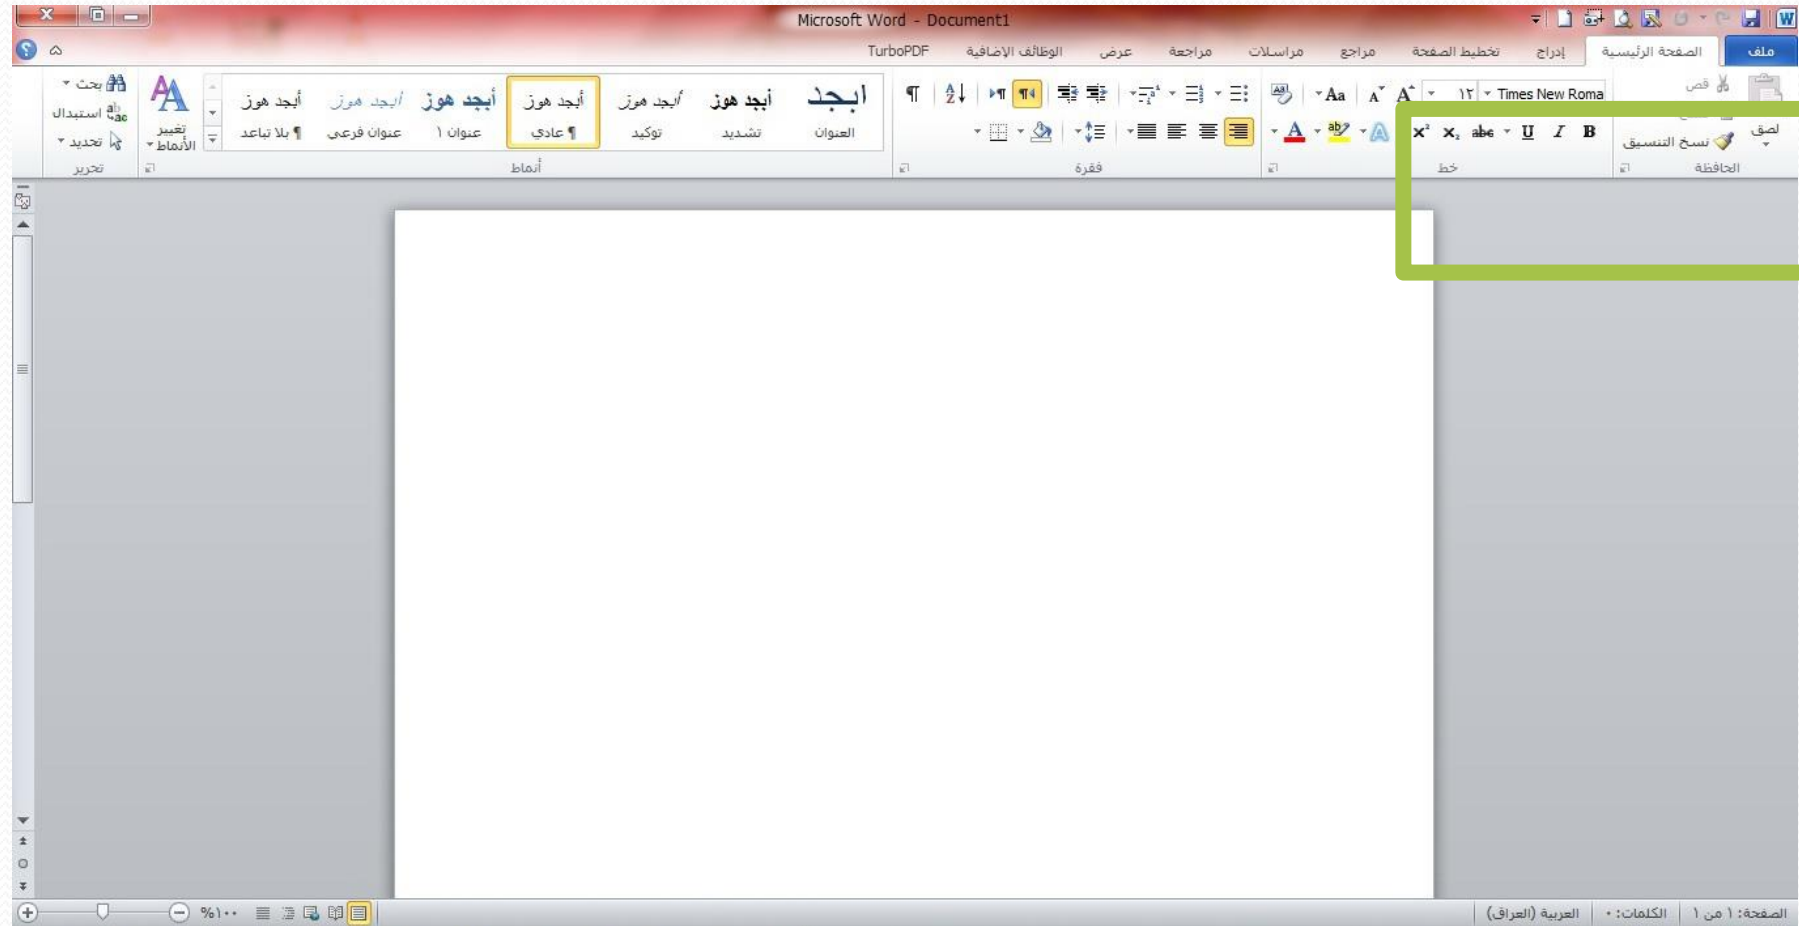 Microsoft Word - Document1
ملف الصفحة الرئيسية إدراج تخطيط الصفحة مراجع مراسلات مراجعة عرض الوظائف الإضافية TurboPDF
لصق
قص
نسخ التنسيق
الحافظة
Times New Roma ١٢
خط
فقرة
ابجد أبجد هوز أبجد هوز أبجد هوز أبجد هوز أبجد هوز أبجد هوز
العنوان تشديد توكيد ¶ عادي عنوان ١ عنوان فرعي ¶ بلا تباعد
تغيير
الأنماط
أنماط
بحث
استبدال
تحديد
تحرير
الصفحة: ١ من ١ الكلمات: ٠ العربية (العراق) %١٠٠